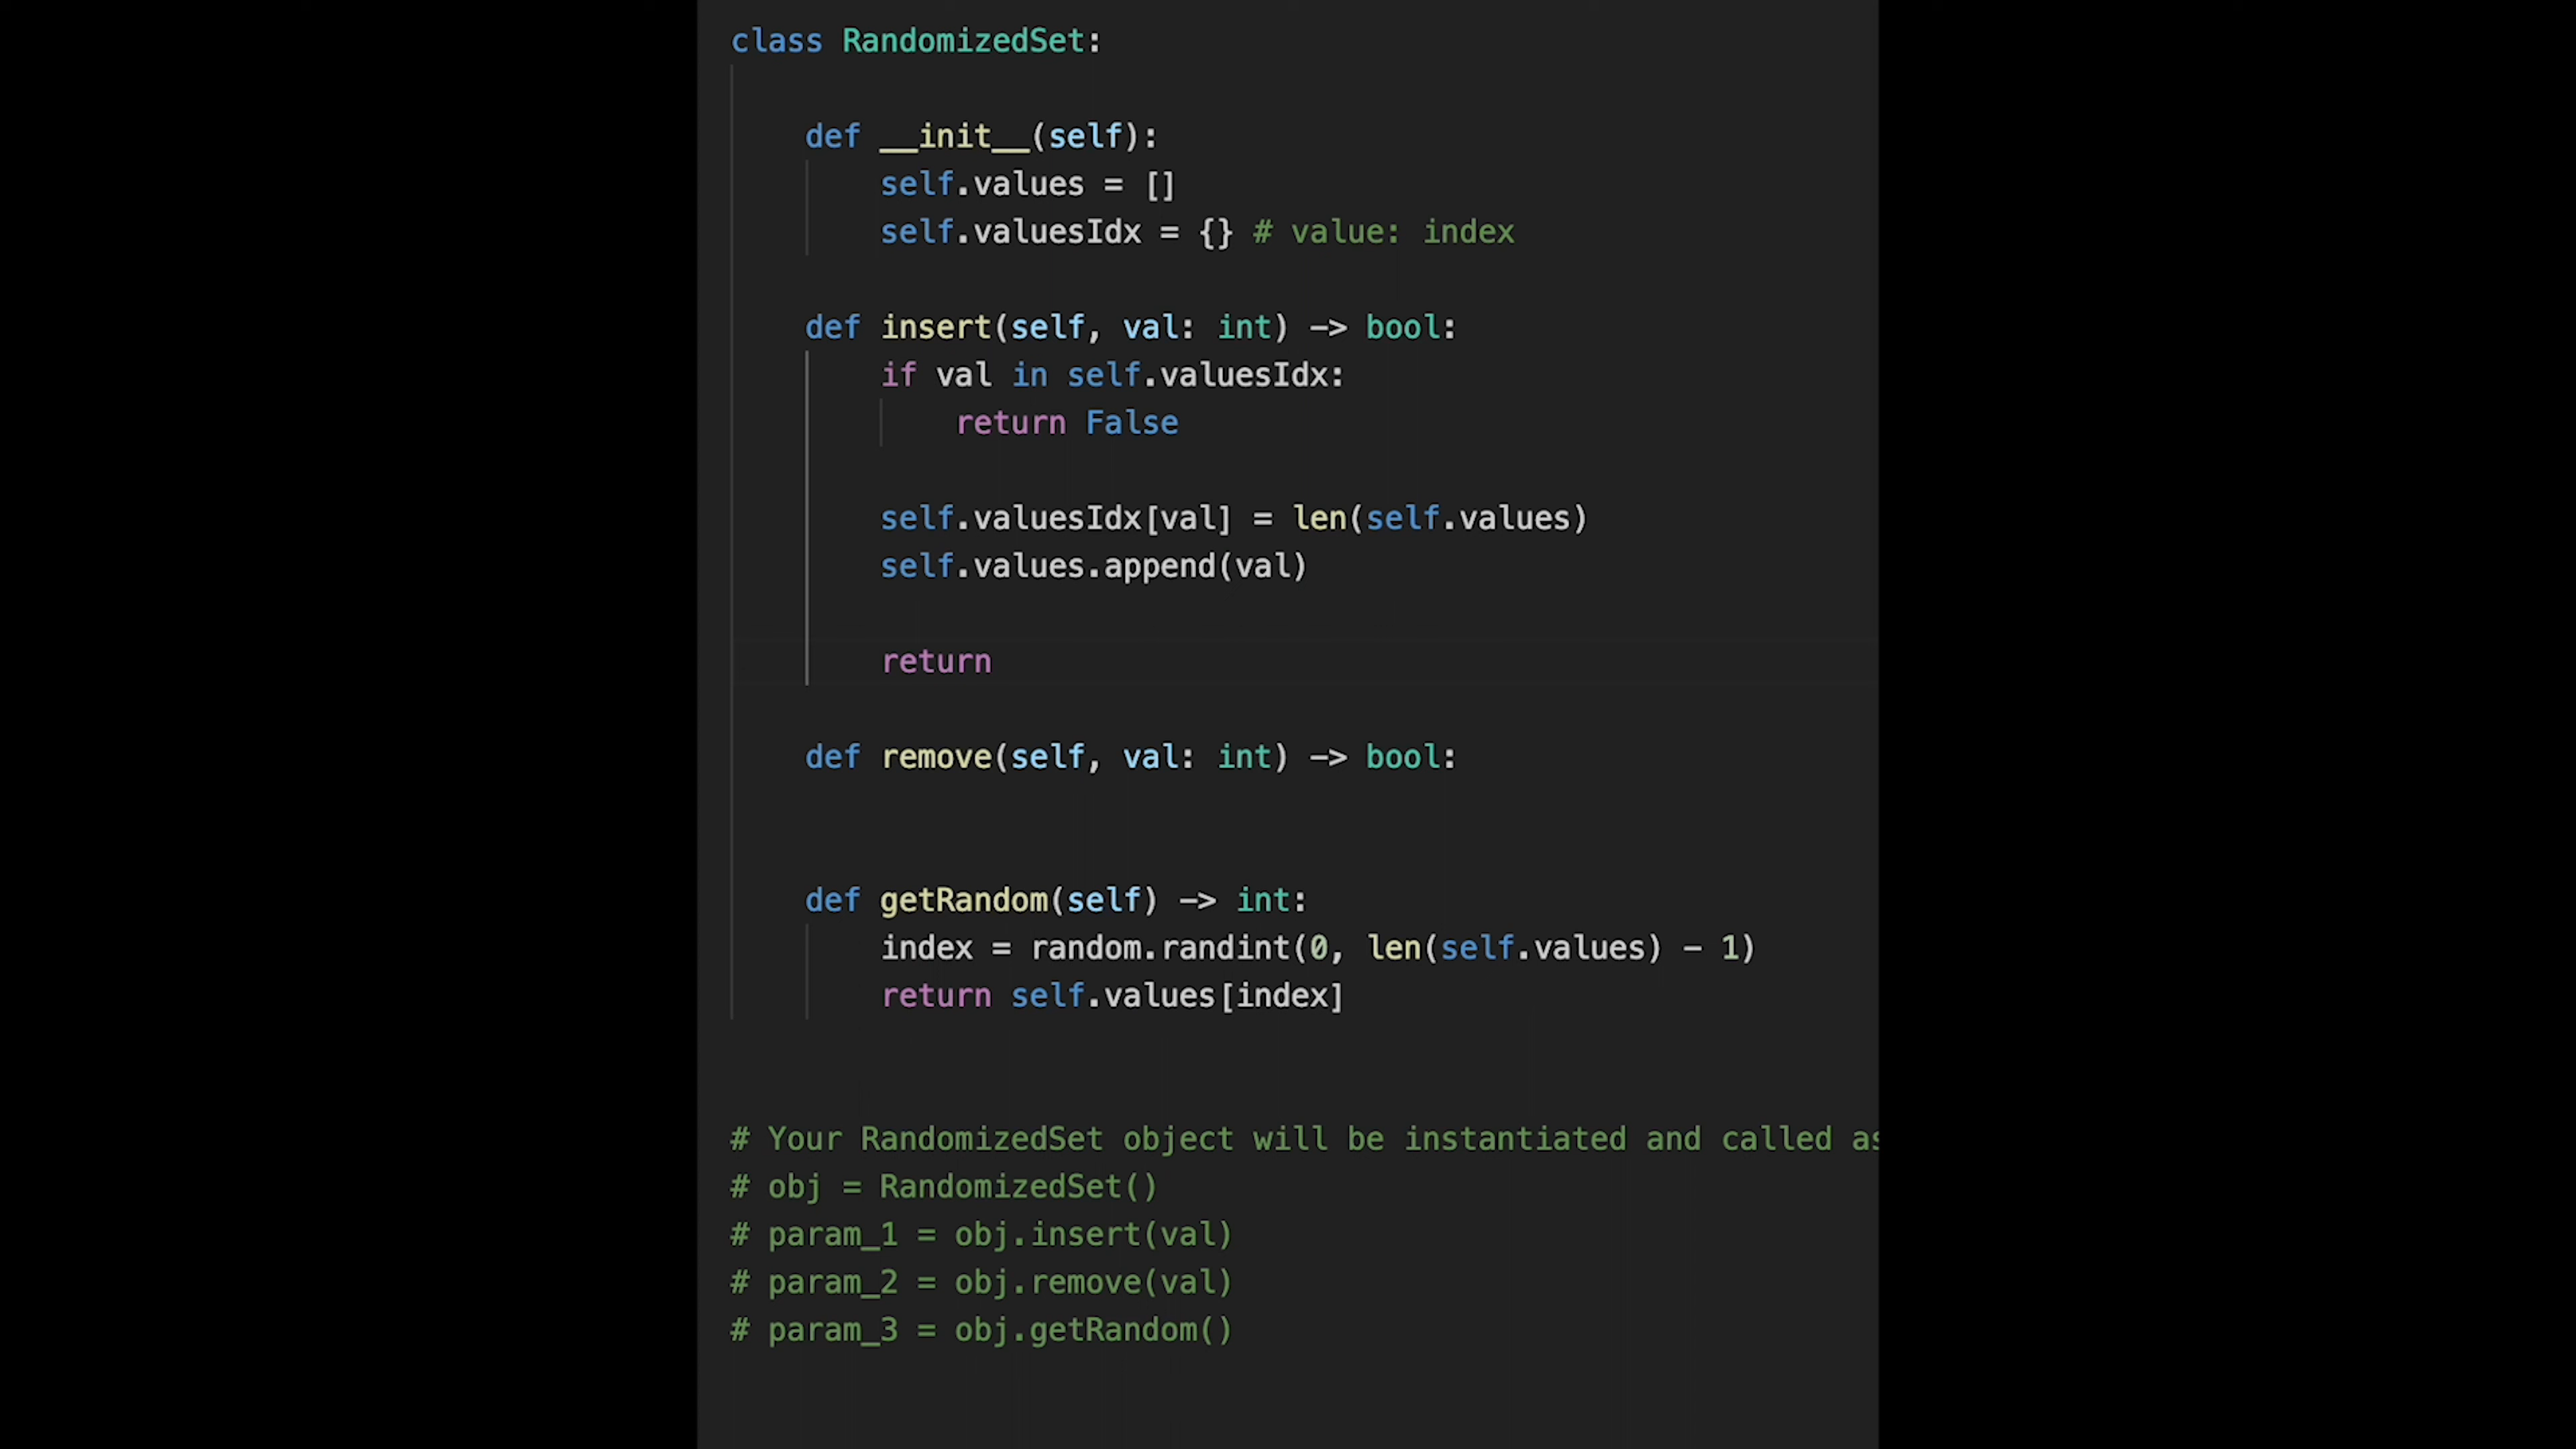 class RandomizedSet:
def __init__(self):
self.values = []
self.valuesIdx = {} # value: index
def insert(self, val: int) -> bool:
if val in self.valuesIdx:
return False
self.valuesIdx[val] = len(self.values)
self.values.append(val)
return
def remove(self, val: int) -> bool:
def getRandom(self) -> int:
index = random.randint(0, len(self.values) - 1)
return self.values[index]
# Your RandomizedSet object will be instantiated and called as
# obj = RandomizedSet()
# param_1 = obj.insert(val)
# param_2 = obj.remove(val)
# param_3 = obj.getRandom()